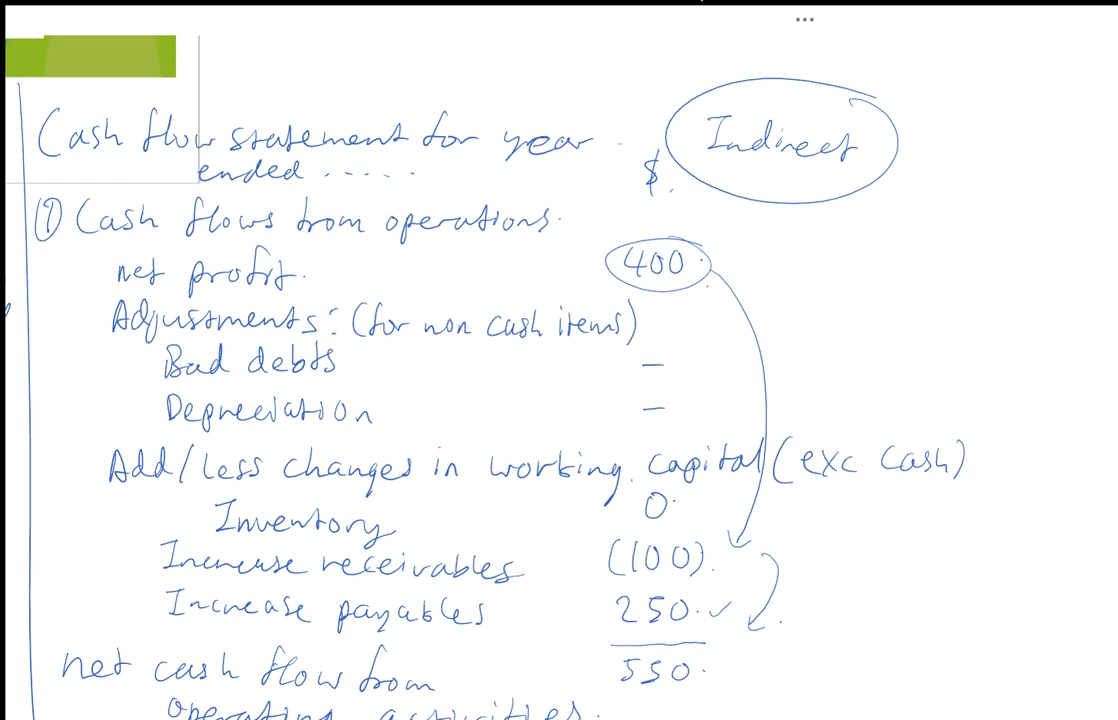 Cash flow statement for year
ended .....
Indirect
$.
① Cash flows from operations.
net profit. 400.
Adjustments: (for non cash items)
Bad debts –
Depreciation –
Add/less changes in working capital (exc cash)
Inventory 0.
Increase receivables (100).
Increase payables 250. ✓
net cash flow from 550.
operating activities.